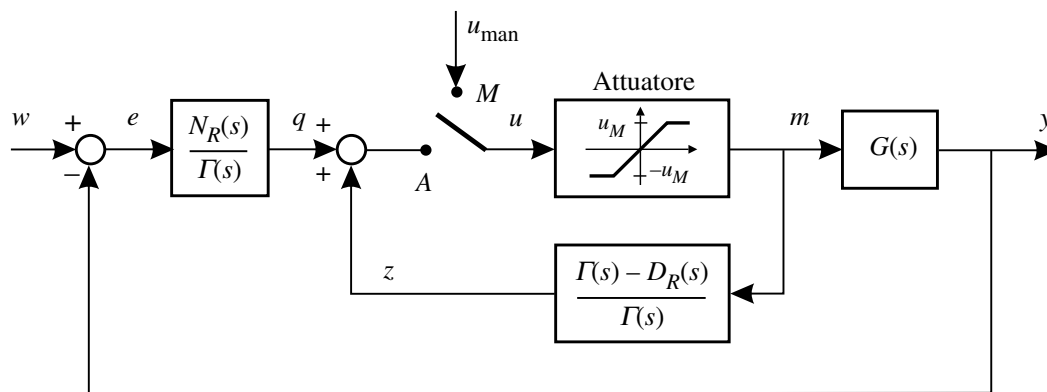 u_man
Attuatore
w
+
−
e
N_R(s)
Γ(s)
q
+
+
M
A
u
u_M
−u_M
m
G(s)
y
z
Γ(s) − D_R(s)
Γ(s)